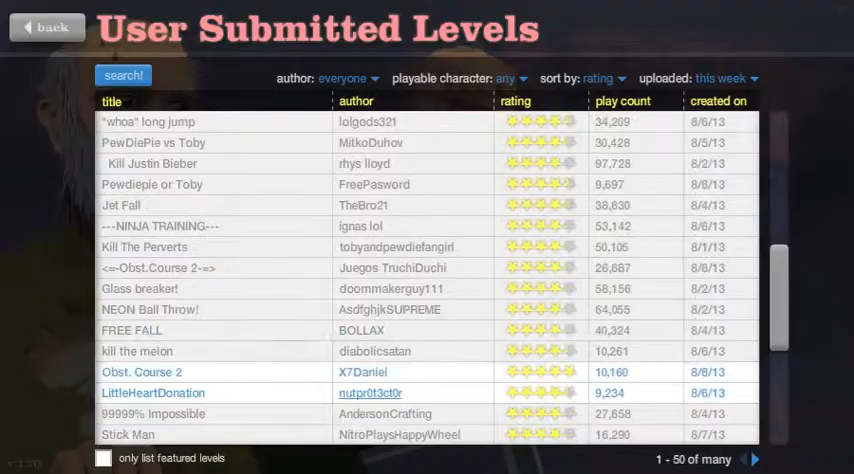 back
User Submitted Levels
search!
author: everyone playable character: any sort by: rating uploaded: this week
title author rating play count created on
"whoa" long jump lolgods321 34,209 8/6/13
PewDiePie vs Toby MitkoDuhov 30,428 8/5/13
Kill Justin Bieber rhys lloyd 97,728 8/2/13
Pewdiepie or Toby FreePasword 9,697 8/8/13
Jet Fall TheBro21 38,630 8/4/13
---NINJA TRAINING--- ignas lol 53,142 8/6/13
Kill The Perverts tobyandpewdiefangirl 50,105 8/1/13
<=-Obst.Course 2-=> Juegos TruchiDuchi 26,687 8/8/13
Glass breaker! doommakerguy111 58,156 8/2/13
NEON Ball Throw! AsdfghjkSUPREME 64,055 8/2/13
FREE FALL BOLLAX 40,324 8/4/13
kill the melon diabolicsatan 10,261 8/6/13
Obst. Course 2 X7Daniel 10,160 8/8/13
LittleHeartDonation nutpr0t3ct0r 9,234 8/6/13
99999% Impossible AndersonCrafting 27,658 8/4/13
Stick Man NitroPlaysHappyWheel 16,290 8/7/13
only list featured levels 1 - 50 of many